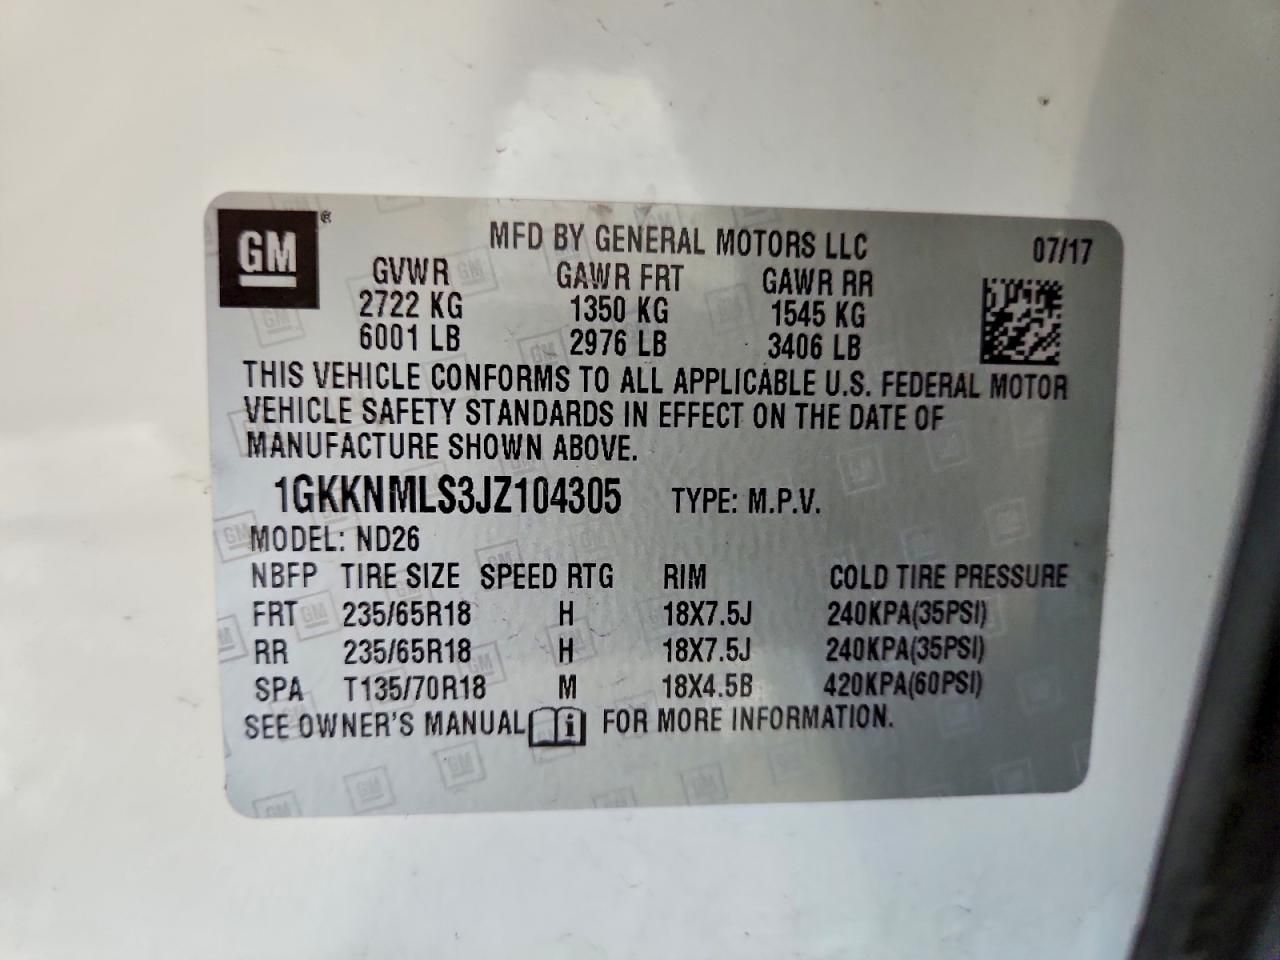 GM ® MFD BY GENERAL MOTORS LLC 07/17
GVWR GAWR FRT GAWR RR
2722 KG 1350 KG 1545 KG
6001 LB 2976 LB 3406 LB
THIS VEHICLE CONFORMS TO ALL APPLICABLE U.S. FEDERAL MOTOR
VEHICLE SAFETY STANDARDS IN EFFECT ON THE DATE OF
MANUFACTURE SHOWN ABOVE.
1GKKNMLS3JZ104305 TYPE: M.P.V.
MODEL: ND26
NBFP TIRE SIZE SPEED RTG RIM COLD TIRE PRESSURE
FRT 235/65R18 H 18X7.5J 240KPA(35PSI)
RR 235/65R18 H 18X7.5J 240KPA(35PSI)
SPA T135/70R18 M 18X4.5B 420KPA(60PSI)
SEE OWNER'S MANUAL i FOR MORE INFORMATION.